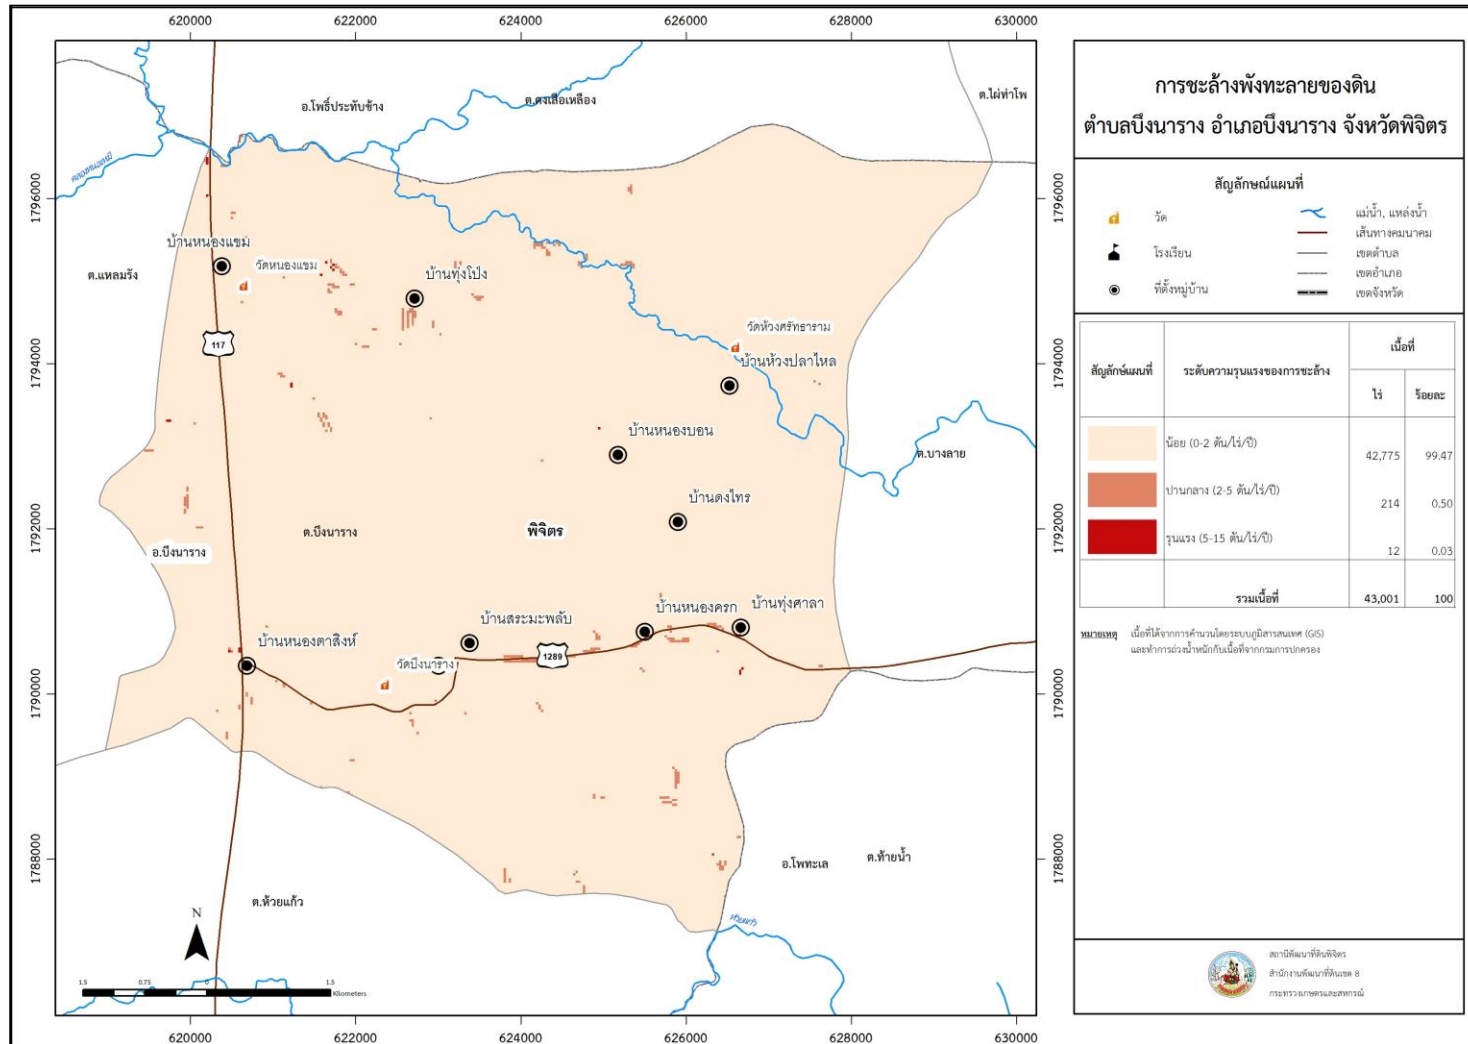 620000
622000
624000
626000
628000
630000
1796000
1794000
1792000
1790000
1788000
อ.โพธิ์ประทับช้าง
ต.ดงเสือเหลือง
ต.ไผ่ท่าโพ
บ้านหนองแขม
วัดหนองแขม
ต.แหลมรัง
บ้านทุ่งโป่ง
117
วัดห้วงศรัทธาราม
บ้านห้วงปลาไหล
บ้านหนองบอน
ต.บางลาย
บ้านดงไทร
ต.บึงนาราง
พิจิตร
อ.บึงนาราง
บ้านสระมะพลับ
บ้านหนองครก
บ้านทุ่งศาลา
บ้านหนองตาสิงห์
วัดบึงนาราง
1289
อ.โพทะเล
ต.ท้ายน้ำ
ต.ห้วยแก้ว
ห้วยแก้ว
N
1.5
0.75
0
1.5
Kilometers
1796000
1794000
1792000
1790000
1788000
620000
622000
624000
626000
628000
630000
การชะล้างพังทะลายของดิน
ตำบลบึงนาราง อำเภอบึงนาราง จังหวัดพิจิตร
สัญลักษณ์แผนที่
วัด
โรงเรียน
ที่ตั้งหมู่บ้าน
แม่น้ำ, แหล่งน้ำ
เส้นทางคมนาคม
เขตตำบล
เขตอำเภอ
เขตจังหวัด
สัญลักษ์แผนที่
ระดับความรุนแรงของการชะล้าง
เนื้อที่
ไร่
ร้อยละ
น้อย (0-2 ตัน/ไร่/ปี)
42,775
99.47
ปานกลาง (2-5 ตัน/ไร่/ปี)
214
0.50
รุนแรง (5-15 ตัน/ไร่/ปี)
12
0.03
รวมเนื้อที่
43,001
100
หมายเหตุ เนื้อที่ได้จากการคำนวนโดยระบบภูมิสารสนเทศ (GIS)
และทำการถ่วงน้ำหนักกับเนื้อที่จากกรมการปกครอง
สถานีพัฒนาที่ดินพิจิตร
สำนักงานพัฒนาที่ดินเขต 8
กระทรวงเกษตรและสหกรณ์